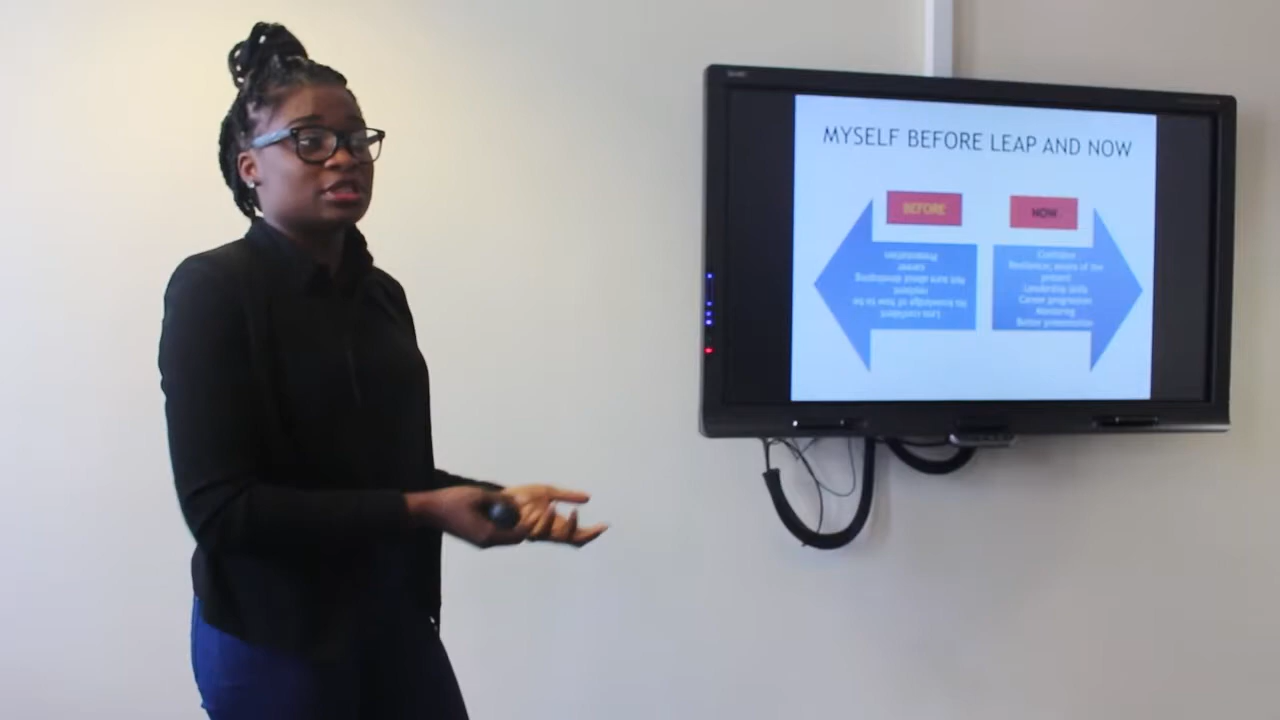 MYSELF BEFORE LEAP AND NOW
BEFORE
NOW
Less confident
No knowledge of how to be
resilient
Not sure about developing
career
Presentation
Confident
Resilience; aware of the
present
Leadership skills
Career progression
Mentoring
Better presentation